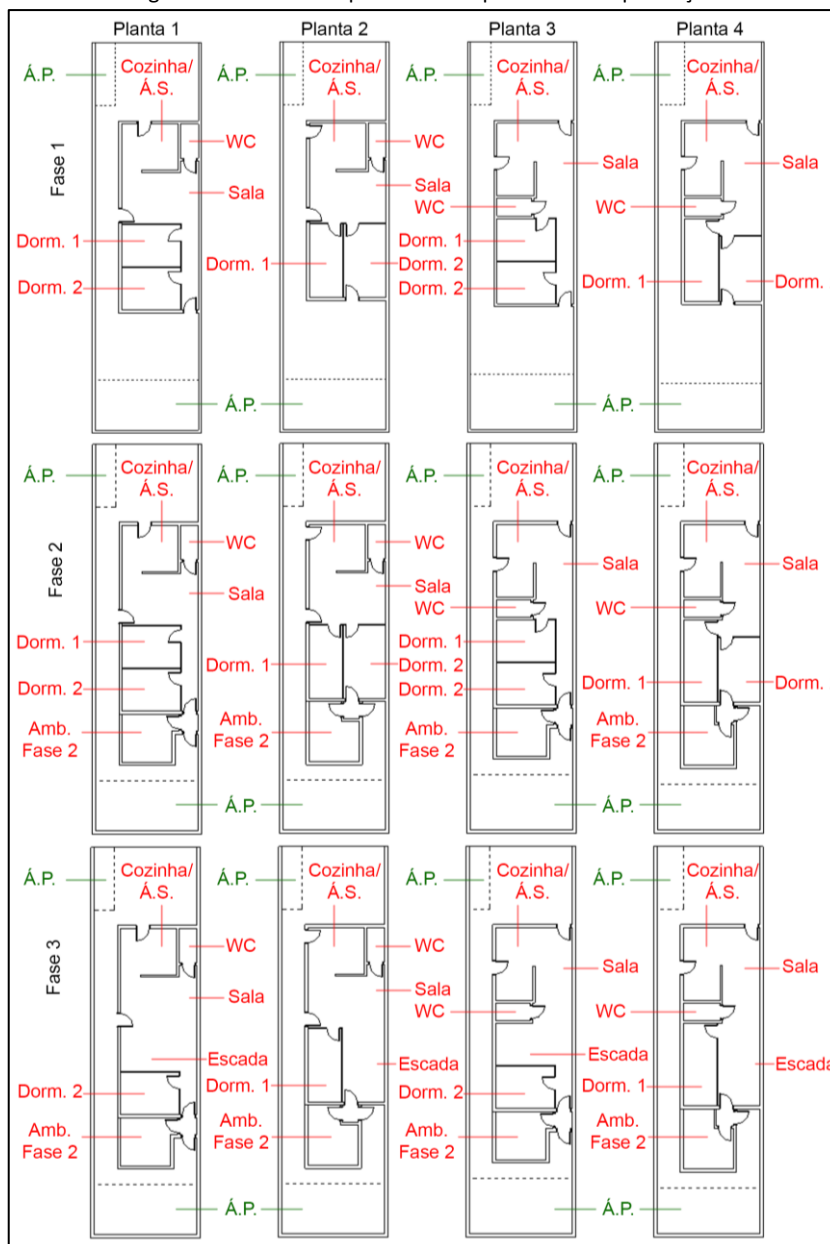 Planta 1 Planta 2 Planta 3 Planta 4
Fase 1
Á.P. Cozinha/ Á.P. Cozinha/ Á.P. Cozinha/ Á.P. Cozinha/
Á.S. Á.S. Á.S. Á.S.
WC WC
Sala Sala
Sala Sala
WC WC
Dorm. 1 Dorm. 1
Dorm. 1 Dorm. 2
Dorm. 2 Dorm. 2 Dorm. 1 Dorm.
Á.P. Á.P.
Fase 2
Á.P. Cozinha/ Á.P. Cozinha/ Á.P. Cozinha/ Á.P. Cozinha/
Á.S. Á.S. Á.S. Á.S.
WC WC
Sala Sala
Sala Sala
WC WC
Dorm. 1 Dorm. 1
Dorm. 1 Dorm. 2
Dorm. 2 Dorm. 2 Dorm. 1 Dorm.
Amb. Amb. Amb. Amb.
Fase 2 Fase 2 Fase 2 Fase 2
Á.P. Á.P.
Fase 3
Á.P. Cozinha/ Á.P. Cozinha/ Á.P. Cozinha/ Á.P. Cozinha/
Á.S. Á.S. Á.S. Á.S.
WC WC
Sala Sala
Sala Sala
WC WC
Escada Escada
Escada Escada
Dorm. 2 Dorm. 1 Dorm. 2 Dorm. 1
Amb. Amb. Amb. Amb.
Fase 2 Fase 2 Fase 2 Fase 2
Á.P. Á.P.